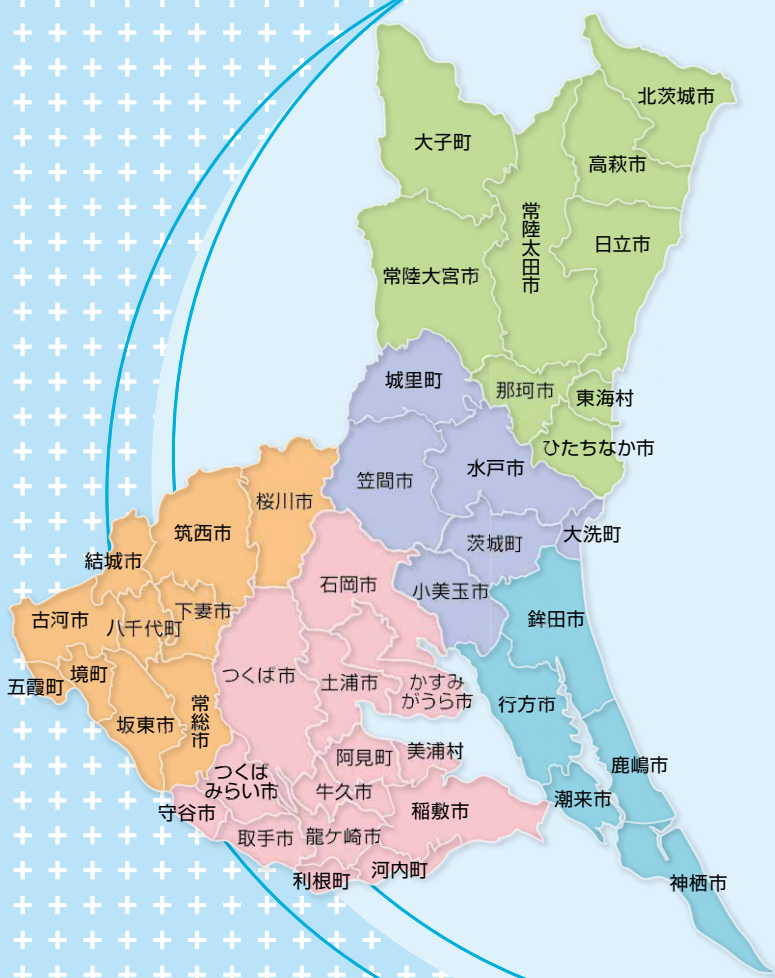 北茨城市
大子町
高萩市
常陸太田市
日立市
常陸大宮市
城里町
那珂市
東海村
ひたちなか市
笠間市
水戸市
桜川市
筑西市
茨城町
大洗町
結城市
石岡市
小美玉市
古河市
八千代町
下妻市
鉾田市
五霞町
境町
つくば市
土浦市
かすみ
がうら市
行方市
坂東市
常総市
阿見町
美浦村
鹿嶋市
つくば
みらい市
牛久市
潮来市
守谷市
稲敷市
取手市
龍ケ崎市
利根町
河内町
神栖市